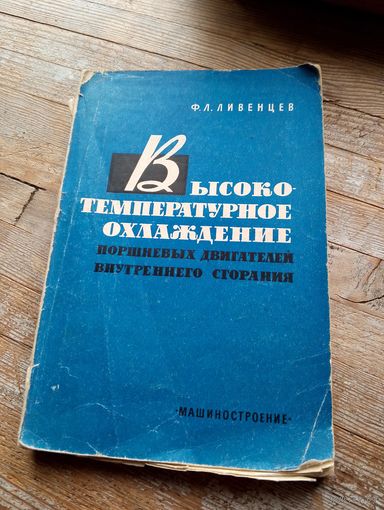 Ф. Л. ЛИВЕНЦЕВ
ВЫСОКО-
ТЕМПЕРАТУРНОЕ
ОХЛАЖДЕНИЕ
ПОРШНЕВЫХ ДВИГАТЕЛЕЙ
ВНУТРЕННЕГО СГОРАНИЯ
«МАШИНОСТРОЕНИЕ»